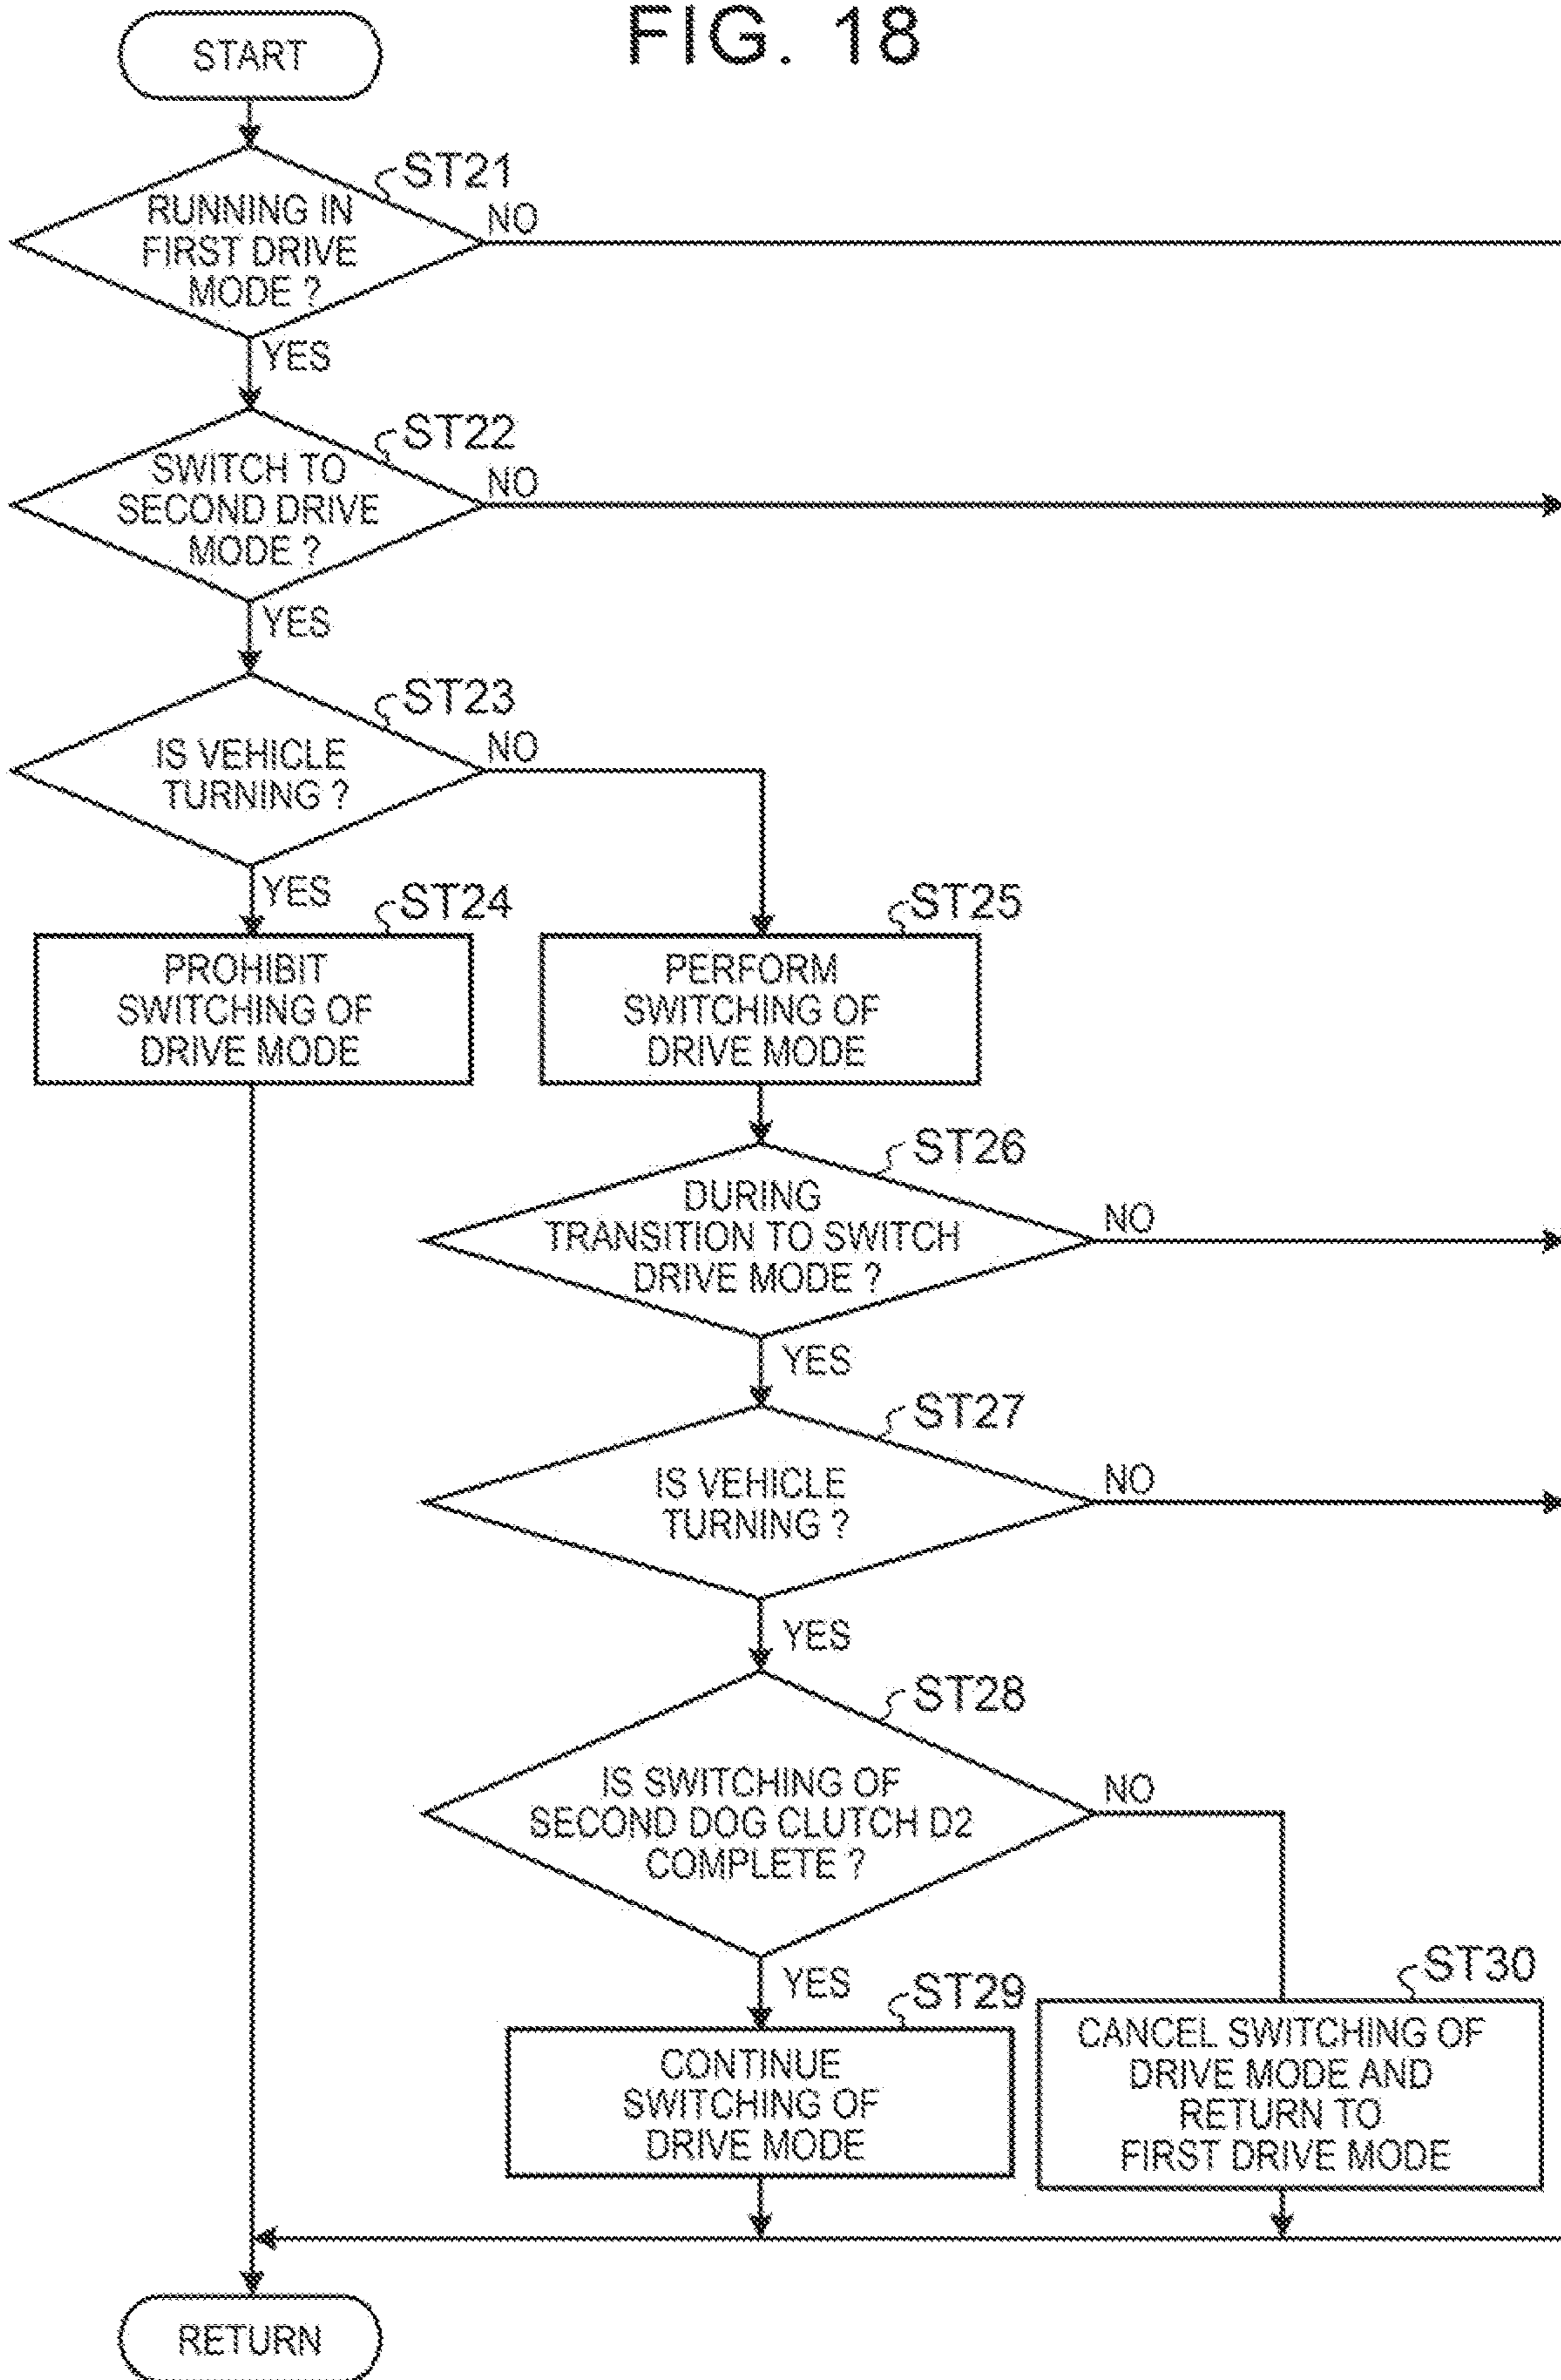 FIG. 18
START
ST21
RUNNING IN
FIRST DRIVE
MODE ?
NO
YES
ST22
SWITCH TO
SECOND DRIVE
MODE ?
NO
YES
ST23
IS VEHICLE
TURNING ?
NO
YES
ST24
PROHIBIT
SWITCHING OF
DRIVE MODE
ST25
PERFORM
SWITCHING OF
DRIVE MODE
ST26
DURING
TRANSITION TO SWITCH
DRIVE MODE ?
NO
YES
ST27
IS VEHICLE
TURNING ?
NO
YES
ST28
IS SWITCHING OF
SECOND DOG CLUTCH D2
COMPLETE ?
NO
YES
ST29
CONTINUE
SWITCHING OF
DRIVE MODE
ST30
CANCEL SWITCHING OF
DRIVE MODE AND
RETURN TO
FIRST DRIVE MODE
RETURN